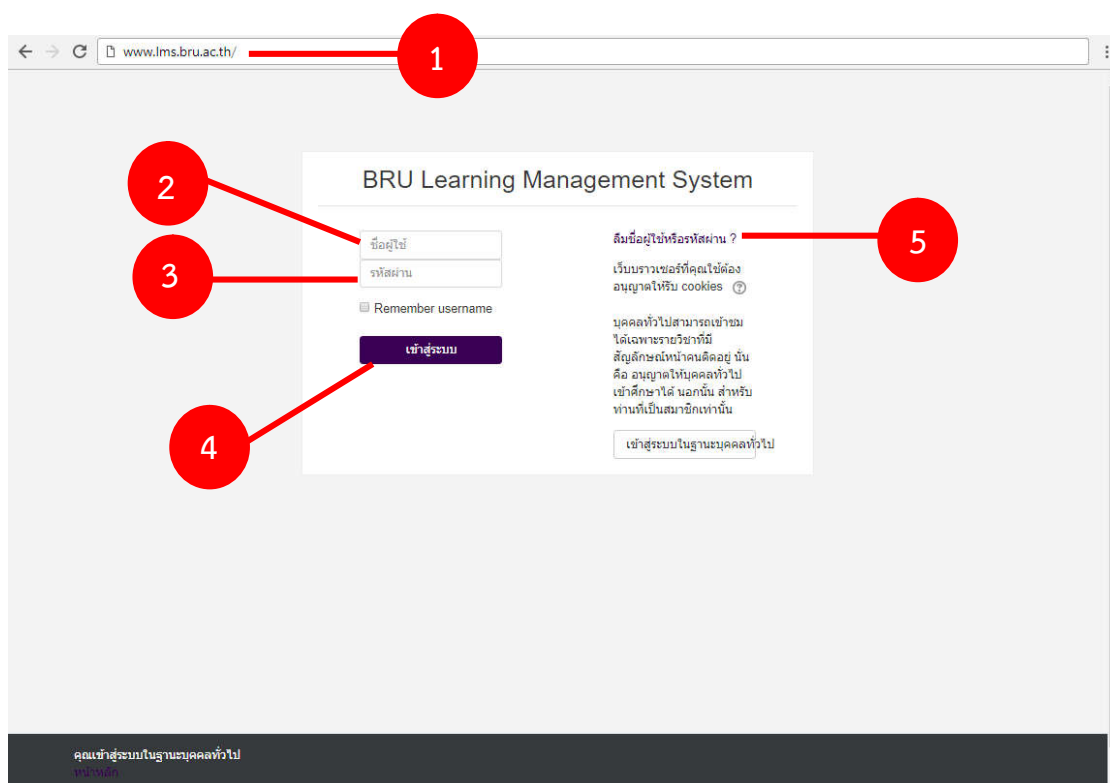 www.lms.bru.ac.th/
1
BRU Learning Management System
2
ชื่อผู้ใช้
3
รหัสผ่าน
Remember username
เข้าสู่ระบบ
4
ลืมชื่อผู้ใช้หรือรหัสผ่าน ?
5
เว็บบราวเซอร์ที่คุณใช้ต้อง
อนุญาตให้รับ cookies ?
บุคคลทั่วไปสามารถเข้าชม
ได้เฉพาะรายวิชาที่มี
สัญลักษณ์หน้าคนติดอยู่ นั่น
คือ อนุญาตให้บุคคลทั่วไป
เข้าศึกษาได้ นอกนั้น สำหรับ
ท่านที่เป็นสมาชิกเท่านั้น
เข้าสู่ระบบในฐานะบุคคลทั่วไป
คุณเข้าสู่ระบบในฐานะบุคคลทั่วไป
หน้าหลัก